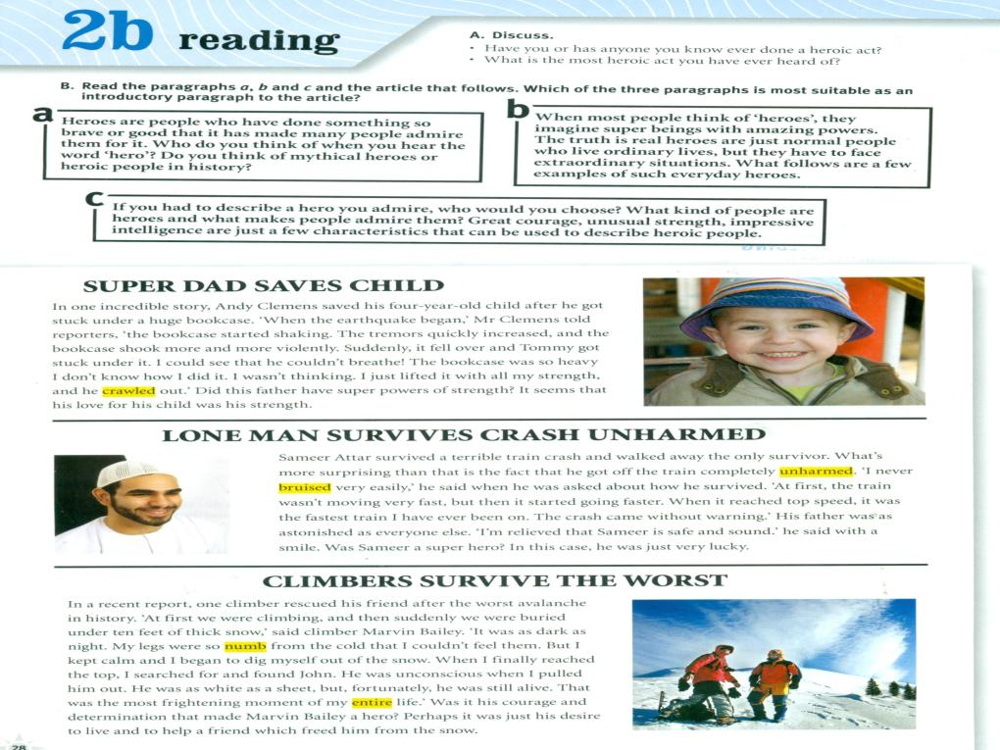 2b reading
A. Discuss.
• Have you or has anyone you know ever done a heroic act?
• What is the most heroic act you have ever heard of?
B. Read the paragraphs a, b and c and the article that follows. Which of the three paragraphs is most suitable as an
introductory paragraph to the article?
a
Heroes are people who have done something so
brave or good that it has made many people admire
them for it. Who do you think of when you hear the
word ‘hero’? Do you think of mythical heroes or
heroic people in history?
b
When most people think of ‘heroes’, they
imagine super beings with amazing powers.
The truth is real heroes are just normal people
who live ordinary lives, but they have to face
extraordinary situations. What follows are a few
examples of such everyday heroes.
c
If you had to describe a hero you admire, who would you choose? What kind of people are
heroes and what makes people admire them? Great courage, unusual strength, impressive
intelligence are just a few characteristics that can be used to describe heroic people.
SUPER DAD SAVES CHILD
In one incredible story, Andy Clemens saved his four-year-old child after he got
stuck under a huge bookcase. ‘When the earthquake began,’ Mr Clemens told
reporters, ‘the bookcase started shaking. The tremors quickly increased, and the
bookcase shook more and more violently. Suddenly, it fell over and Tommy got
stuck under it. I could see that he couldn’t breathe! The bookcase was so heavy
I don’t know how I did it. I wasn’t thinking. I just lifted it with all my strength,
and he crawled out.’ Did this father have super powers of strength? It seems that
his love for his child was his strength.
LONE MAN SURVIVES CRASH UNHARMED
Sameer Attar survived a terrible train crash and walked away the only survivor. What’s
more surprising than that is the fact that he got off the train completely unharmed. ‘I never
bruised very easily,’ he said when he was asked about how he survived. ‘At first, the train
wasn’t moving very fast, but then it started going faster. When it reached top speed, it was
the fastest train I have ever been on. The crash came without warning.’ His father was as
astonished as everyone else. ‘I’m relieved that Sameer is safe and sound.’ he said with a
smile. Was Sameer a super hero? In this case, he was just very lucky.
CLIMBERS SURVIVE THE WORST
In a recent report, one climber rescued his friend after the worst avalanche
in history. ‘At first we were climbing, and then suddenly we were buried
under ten feet of thick snow,’ said climber Marvin Bailey. ‘It was as dark as
night. My legs were so numb from the cold that I couldn’t feel them. But I
kept calm and I began to dig myself out of the snow. When I finally reached
the top, I searched for and found John. He was unconscious when I pulled
him out. He was as white as a sheet, but, fortunately, he was still alive. That
was the most frightening moment of my entire life.’ Was it his courage and
determination that made Marvin Bailey a hero? Perhaps it was just his desire
to live and to help a friend which freed him from the snow.
28